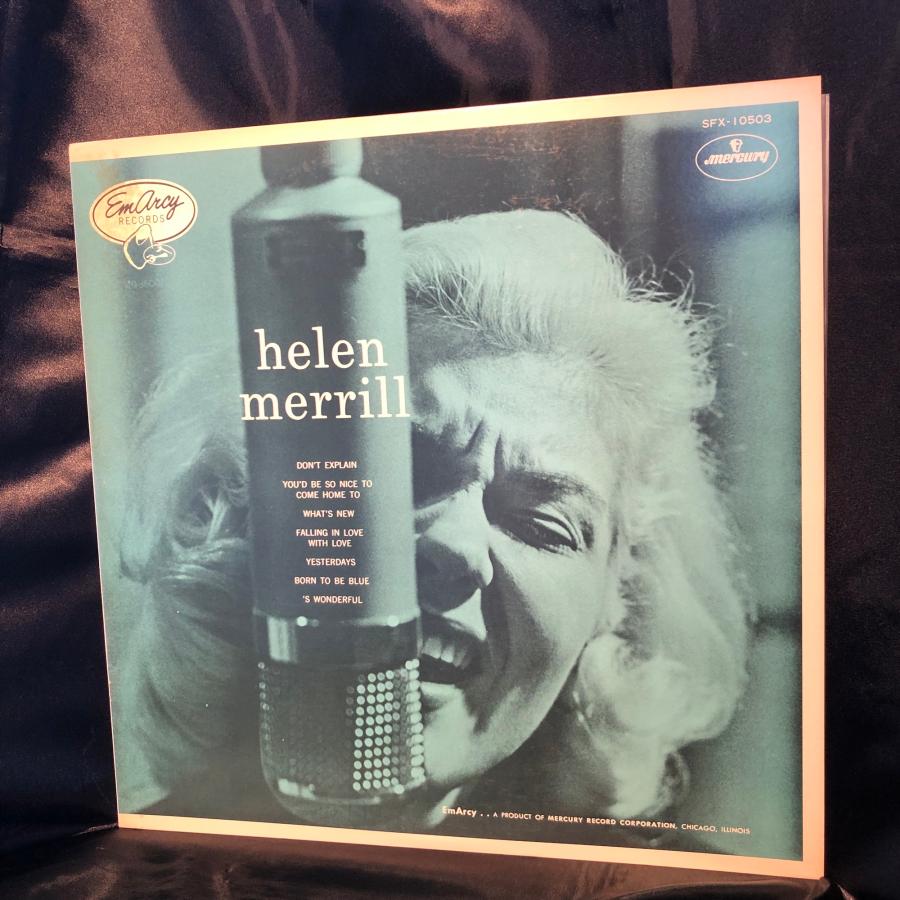 SFX-10503
mercury
EmArcy
RECORDS
helen
merrill
DON'T EXPLAIN
YOU'D BE SO NICE TO
COME HOME TO
WHAT'S NEW
FALLING IN LOVE
WITH LOVE
YESTERDAYS
BORN TO BE BLUE
'S WONDERFUL
EmArcy . . A PRODUCT OF MERCURY RECORD CORPORATION, CHICAGO, ILLINOIS